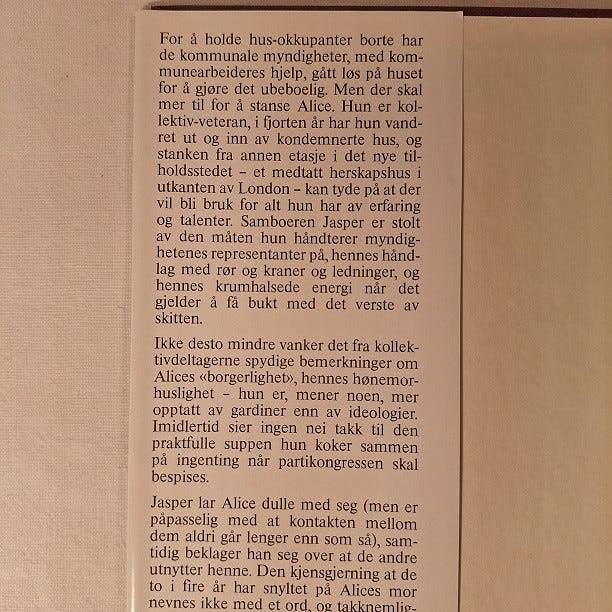 For å holde hus-okkupanter borte har
de kommunale myndigheter, med kom-
munearbeideres hjelp, gått løs på huset
for å gjøre det ubeboelig. Men der skal
mer til for å stanse Alice. Hun er kol-
lektiv-veteran, i fjorten år har hun vand-
ret ut og inn av kondemnerte hus, og
stanken fra annen etasje i det nye til-
holdsstedet – et medtatt herskapshus i
utkanten av London – kan tyde på at der
vil bli bruk for alt hun har av erfaring
og talenter. Samboeren Jasper er stolt
av den måten hun håndterer myndig-
hetenes representanter på, hennes hånd-
lag med rør og kraner og ledninger, og
hennes krumhalsede energi når det
gjelder å få bukt med det verste av
skitten.
Ikke desto mindre vanker det fra kollek-
tivdeltagerne spydige bemerkninger om
Alices «borgerlighet», hennes hønemor-
huslighet – hun er, mener noen, mer
opptatt av gardiner enn av ideologier.
Imidlertid sier ingen nei takk til den
praktfulle suppen hun koker sammen
på ingenting når partikongressen skal
bespises.
Jasper lar Alice dulle med seg (men er
påpasselig med at kontakten mellom
dem aldri går lenger enn som så), sam-
tidig beklager han seg over at de andre
utnytter henne. Den kjensgjerning at de
to i fire år har snyltet på Alices mor
nevnes ikke med et ord, og takknemlig-